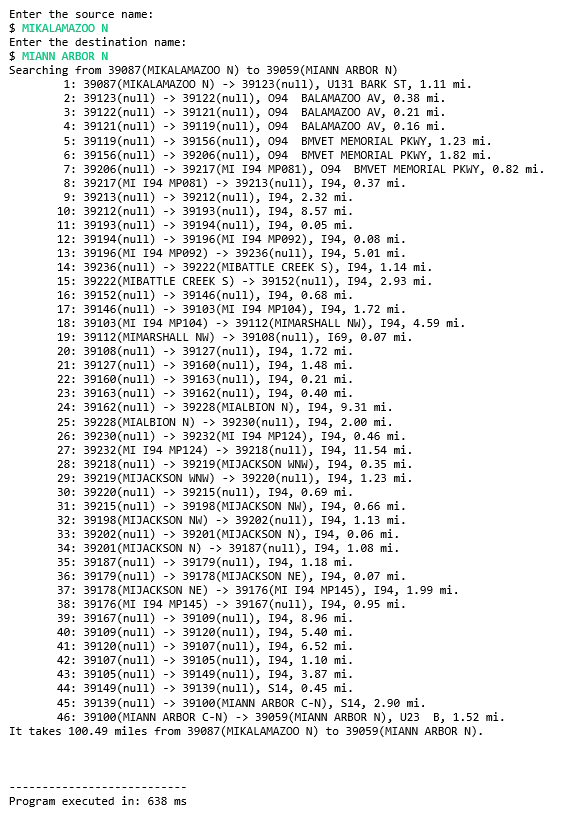 Enter the source name:
$ MIKALAMAZOO N
Enter the destination name:
$ MIANN ARBOR N
Searching from 39087(MIKALAMAZOO N) to 39059(MIANN ARBOR N)
1: 39087(MIKALAMAZOO N) -> 39123(null), U131 BARK ST, 1.11 mi.
2: 39123(null) -> 39122(null), O94  BALAMAZOO AV, 0.38 mi.
3: 39122(null) -> 39121(null), O94  BALAMAZOO AV, 0.21 mi.
4: 39121(null) -> 39119(null), O94  BALAMAZOO AV, 0.16 mi.
5: 39119(null) -> 39156(null), O94  BMVET MEMORIAL PKWY, 1.23 mi.
6: 39156(null) -> 39206(null), O94  BMVET MEMORIAL PKWY, 1.82 mi.
7: 39206(null) -> 39217(MI I94 MP081), O94  BMVET MEMORIAL PKWY, 0.82 mi.
8: 39217(MI I94 MP081) -> 39213(null), I94, 0.37 mi.
9: 39213(null) -> 39212(null), I94, 2.32 mi.
10: 39212(null) -> 39193(null), I94, 8.57 mi.
11: 39193(null) -> 39194(null), I94, 0.05 mi.
12: 39194(null) -> 39196(MI I94 MP092), I94, 0.08 mi.
13: 39196(MI I94 MP092) -> 39236(null), I94, 5.01 mi.
14: 39236(null) -> 39222(MIBATTLE CREEK S), I94, 1.14 mi.
15: 39222(MIBATTLE CREEK S) -> 39152(null), I94, 2.93 mi.
16: 39152(null) -> 39146(null), I94, 0.68 mi.
17: 39146(null) -> 39103(MI I94 MP104), I94, 1.72 mi.
18: 39103(MI I94 MP104) -> 39112(MIMARSHALL NW), I94, 4.59 mi.
19: 39112(MIMARSHALL NW) -> 39108(null), I69, 0.07 mi.
20: 39108(null) -> 39127(null), I94, 1.72 mi.
21: 39127(null) -> 39160(null), I94, 1.48 mi.
22: 39160(null) -> 39163(null), I94, 0.21 mi.
23: 39163(null) -> 39162(null), I94, 0.40 mi.
24: 39162(null) -> 39228(MIALBION N), I94, 9.31 mi.
25: 39228(MIALBION N) -> 39230(null), I94, 2.00 mi.
26: 39230(null) -> 39232(MI I94 MP124), I94, 0.46 mi.
27: 39232(MI I94 MP124) -> 39218(null), I94, 11.54 mi.
28: 39218(null) -> 39219(MIJACKSON WNW), I94, 0.35 mi.
29: 39219(MIJACKSON WNW) -> 39220(null), I94, 1.23 mi.
30: 39220(null) -> 39215(null), I94, 0.69 mi.
31: 39215(null) -> 39198(MIJACKSON NW), I94, 0.66 mi.
32: 39198(MIJACKSON NW) -> 39202(null), I94, 1.13 mi.
33: 39202(null) -> 39201(MIJACKSON N), I94, 0.06 mi.
34: 39201(MIJACKSON N) -> 39187(null), I94, 1.08 mi.
35: 39187(null) -> 39179(null), I94, 1.18 mi.
36: 39179(null) -> 39178(MIJACKSON NE), I94, 0.07 mi.
37: 39178(MIJACKSON NE) -> 39176(MI I94 MP145), I94, 1.99 mi.
38: 39176(MI I94 MP145) -> 39167(null), I94, 0.95 mi.
39: 39167(null) -> 39109(null), I94, 8.96 mi.
40: 39109(null) -> 39120(null), I94, 5.40 mi.
41: 39120(null) -> 39107(null), I94, 6.52 mi.
42: 39107(null) -> 39105(null), I94, 1.10 mi.
43: 39105(null) -> 39149(null), I94, 3.87 mi.
44: 39149(null) -> 39139(null), S14, 0.45 mi.
45: 39139(null) -> 39100(MIANN ARBOR C-N), S14, 2.90 mi.
46: 39100(MIANN ARBOR C-N) -> 39059(MIANN ARBOR N), U23  B, 1.52 mi.
It takes 100.49 miles from 39087(MIKALAMAZOO N) to 39059(MIANN ARBOR N).
---------------------------
Program executed in: 638 ms